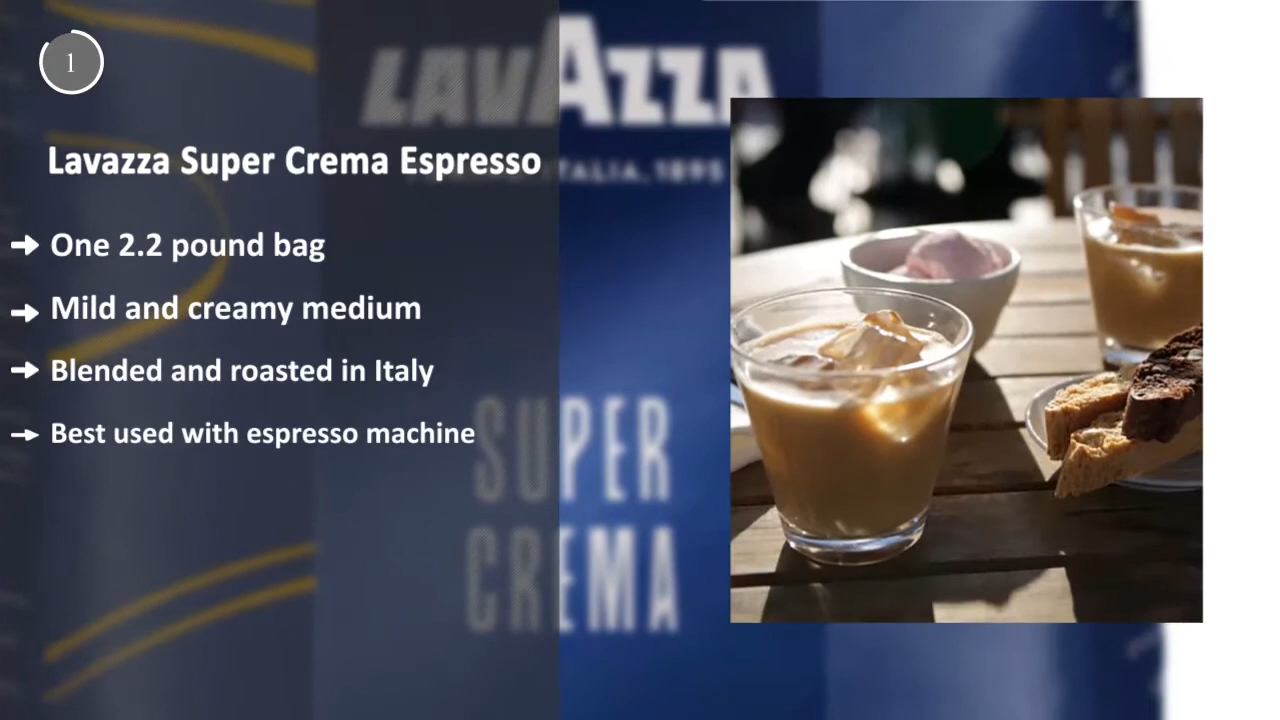 1
LAVAZZA
ITALIA, 1895
Lavazza Super Crema Espresso
One 2.2 pound bag
Mild and creamy medium
Blended and roasted in Italy
Best used with espresso machine
SUPER
CREMA